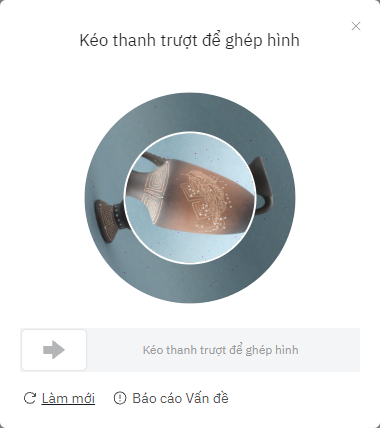 Kéo thanh trượt để ghép hình
Kéo thanh trượt để ghép hình
Làm mới
Báo cáo Vấn đề